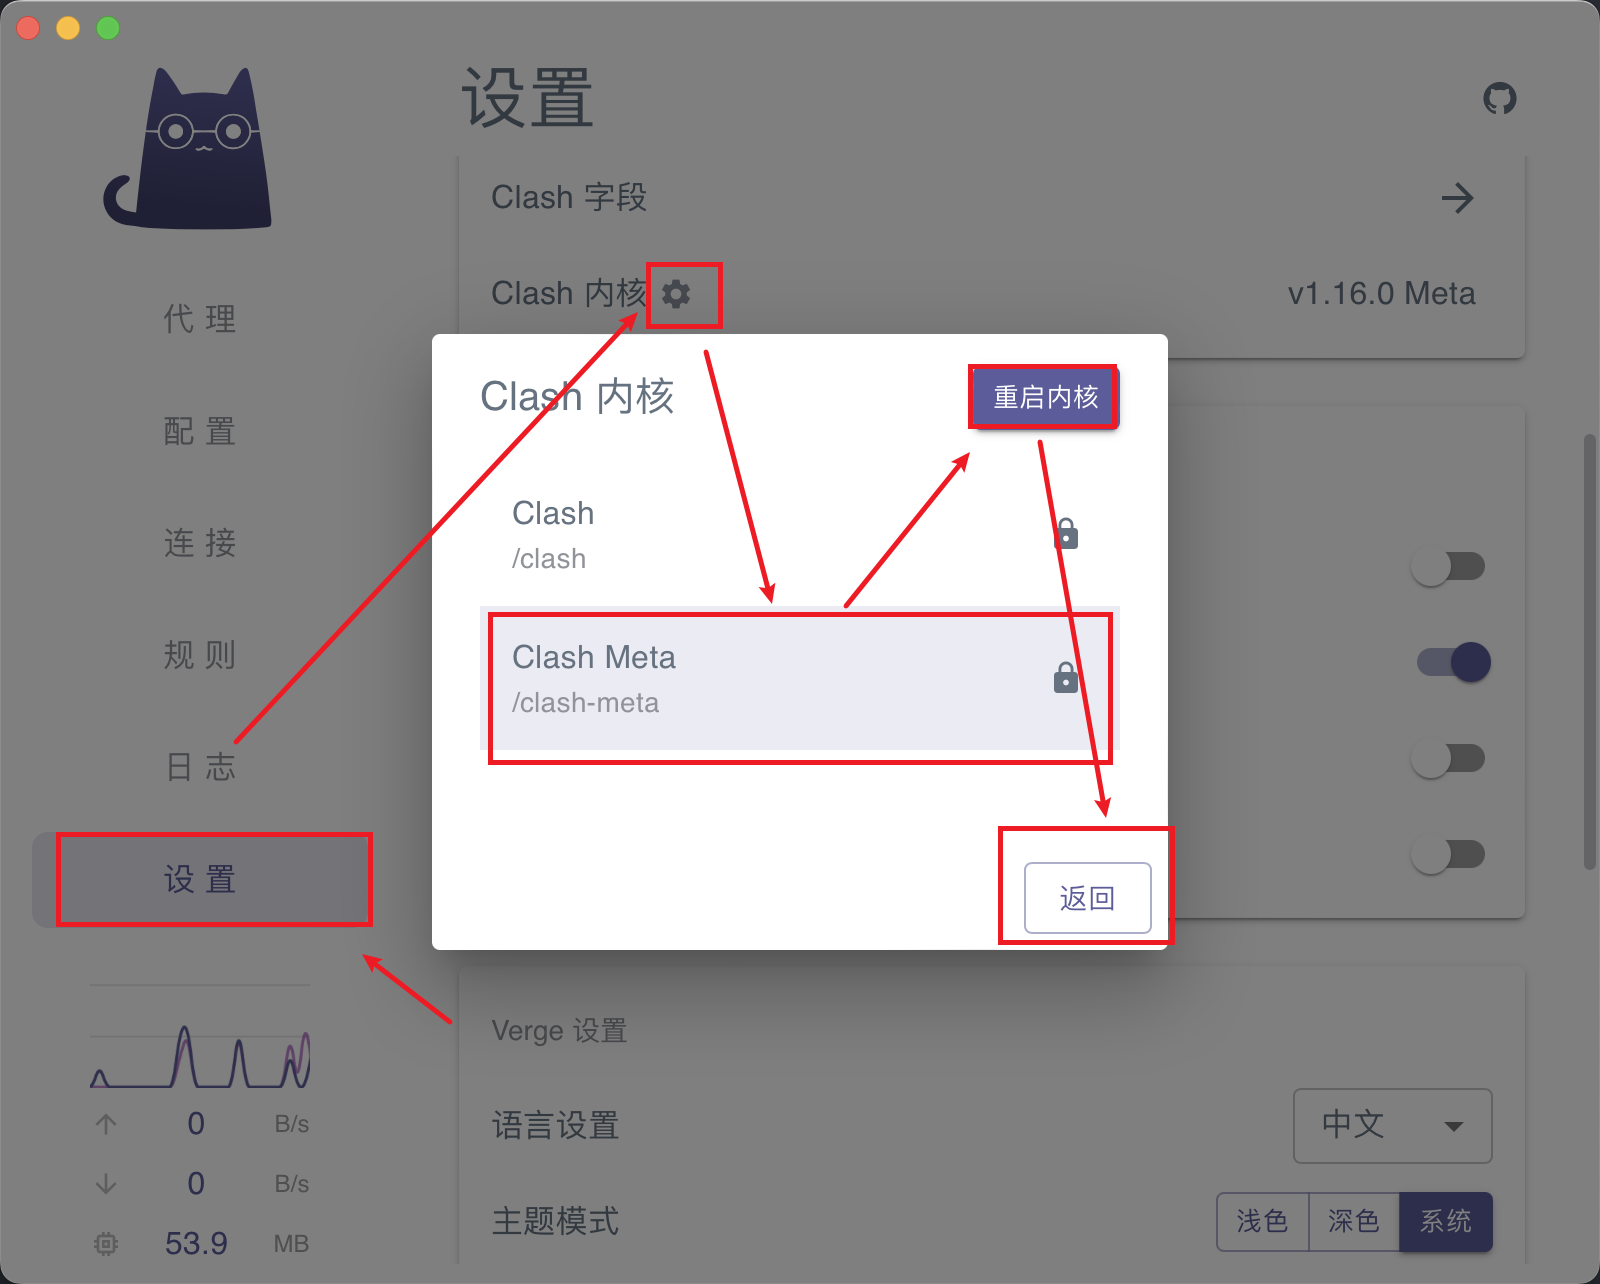 设置
Clash 字段
Clash 内核
v1.16.0 Meta
代 理
配 置
连 接
规 则
日 志
设 置
0 B/s
0 B/s
53.9 MB
Clash 内核
重启内核
Clash
/clash
Clash Meta
/clash-meta
返回
Verge 设置
语言设置
中文
主题模式
浅色 深色 系统